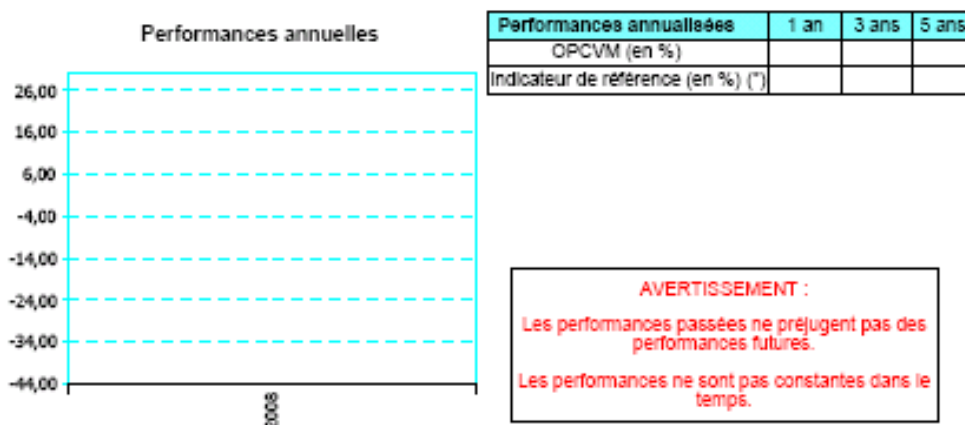 Performances annuelles
26,00
16,00
6,00
-4,00
-14,00
-24,00
-34,00
-44,00
2008
Performances annualisées 1 an 3 ans 5 ans
OPCVM (en %)
Indicateur de référence (en %) (*)
AVERTISSEMENT :
Les performances passées ne préjugent pas des
performances futures.
Les performances ne sont pas constantes dans le
temps.